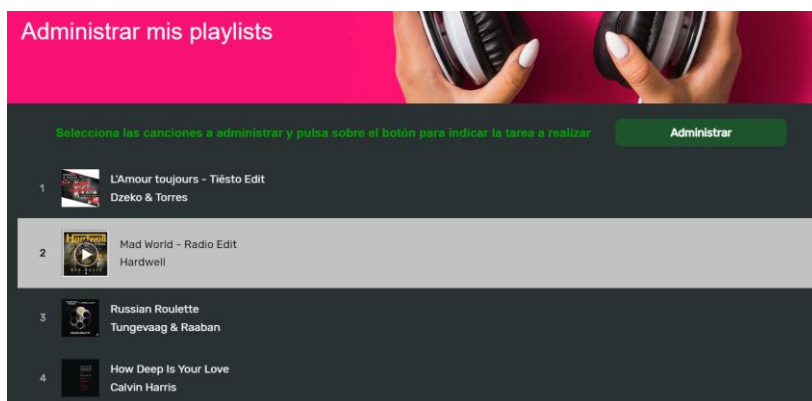 Administrar mis playlists
Selecciona las canciones a administrar y pulsa sobre el botón para indicar la tarea a realizar
Administrar
1
L'Amour toujours - Tiësto Edit
Dzeko & Torres
2
Hardwell
Mad World - Radio Edit
Hardwell
3
Russian Roulette
Tungevaag & Raaban
4
How Deep Is Your Love
Calvin Harris